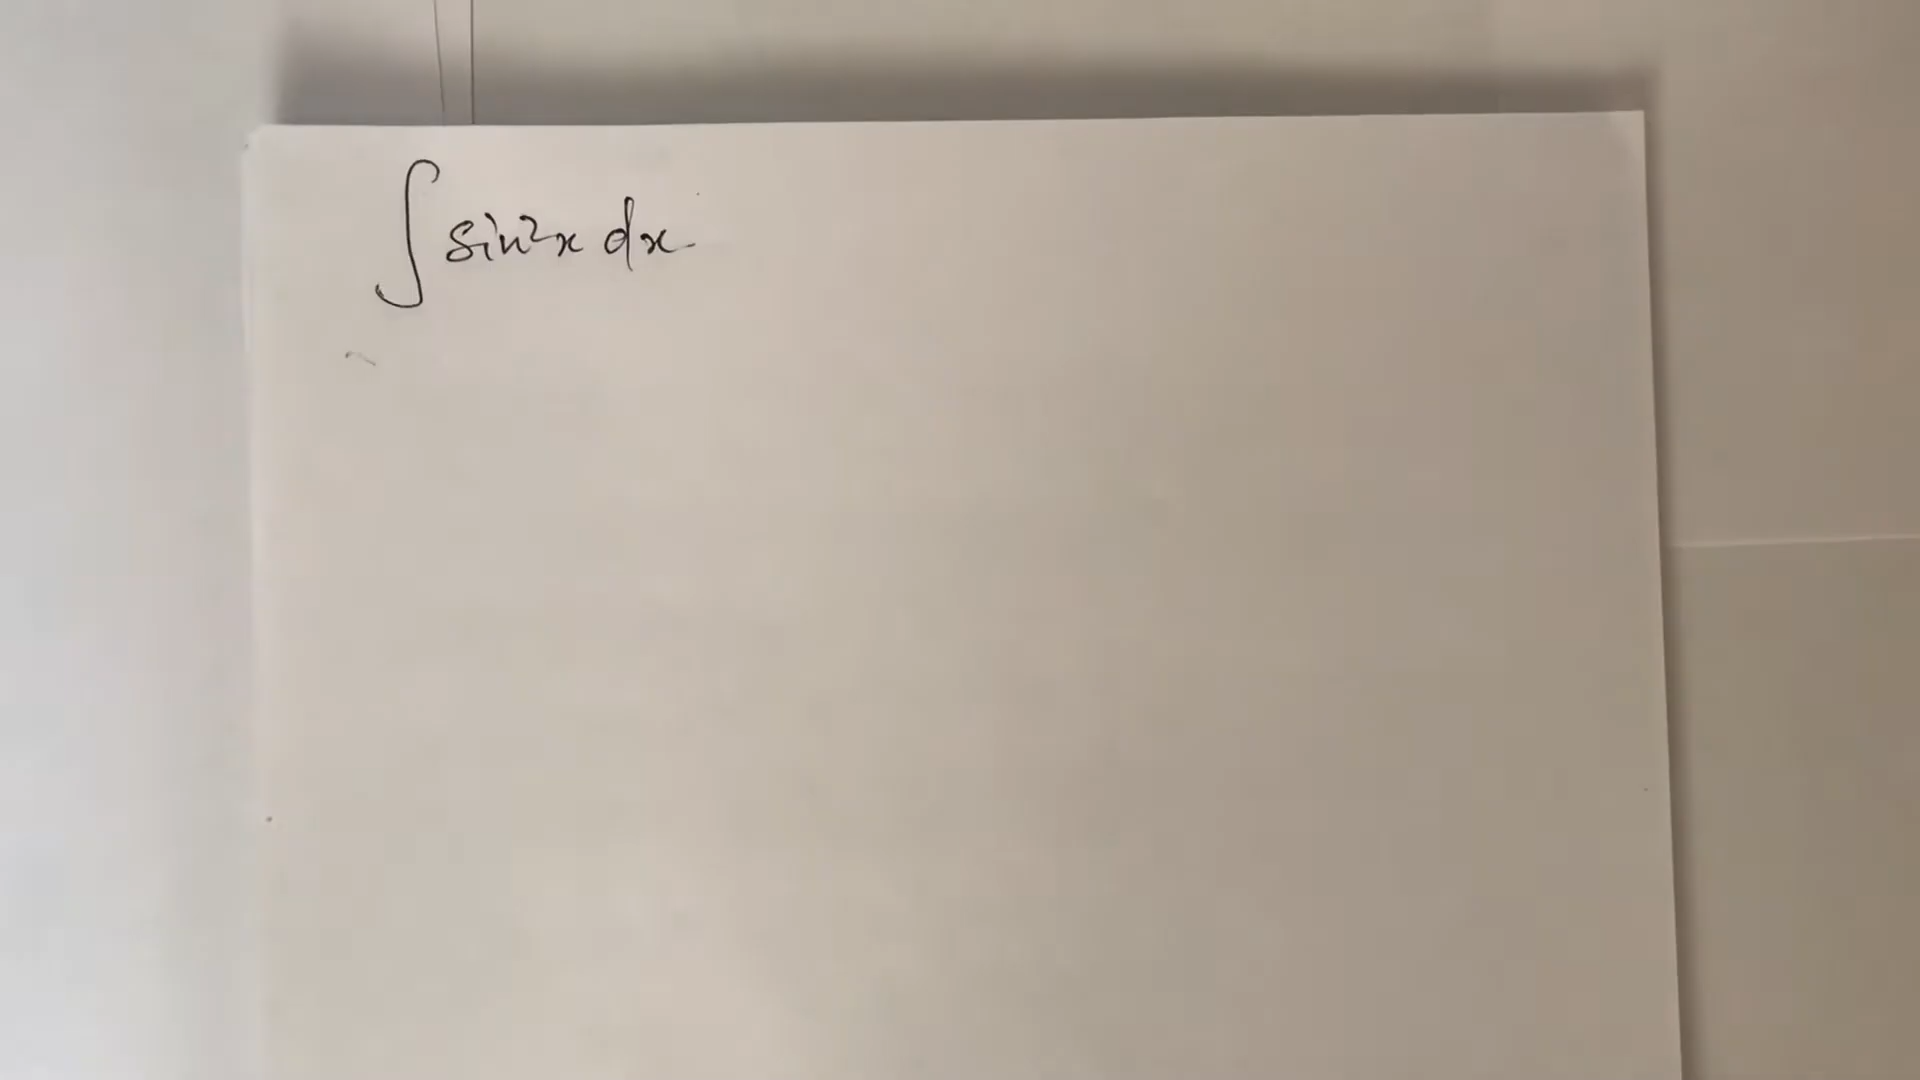 ∫ sin²x dx